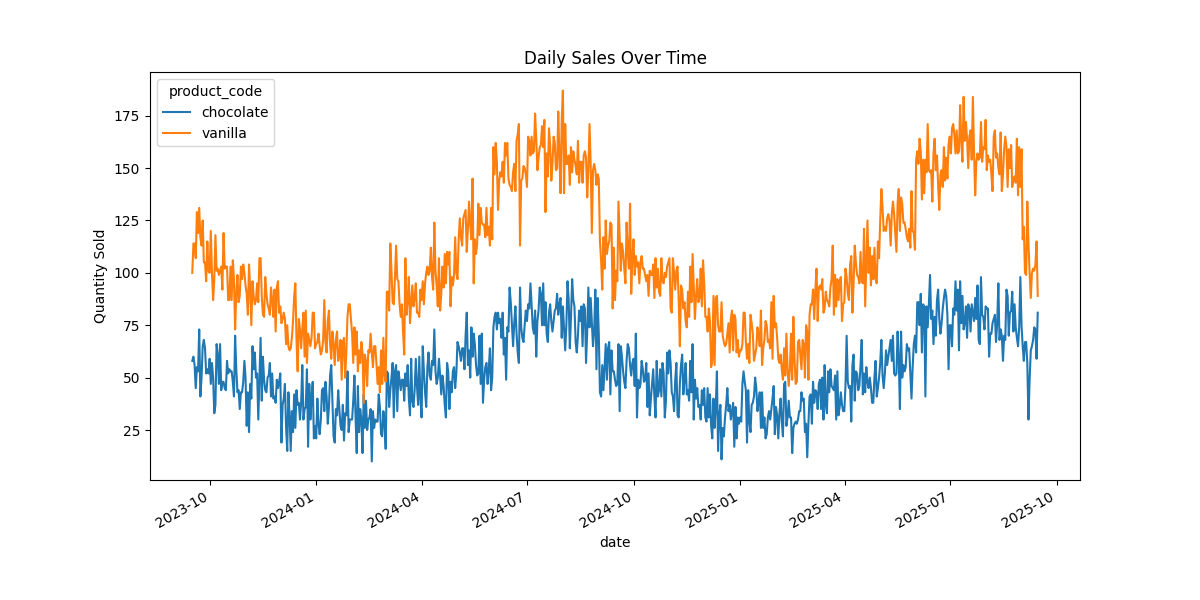 Daily Sales Over Time
product_code
chocolate
vanilla
Quantity Sold
175
150
125
100
75
50
25
2023-10
2024-01
2024-04
2024-07
2024-10
2025-01
2025-04
2025-07
2025-10
date